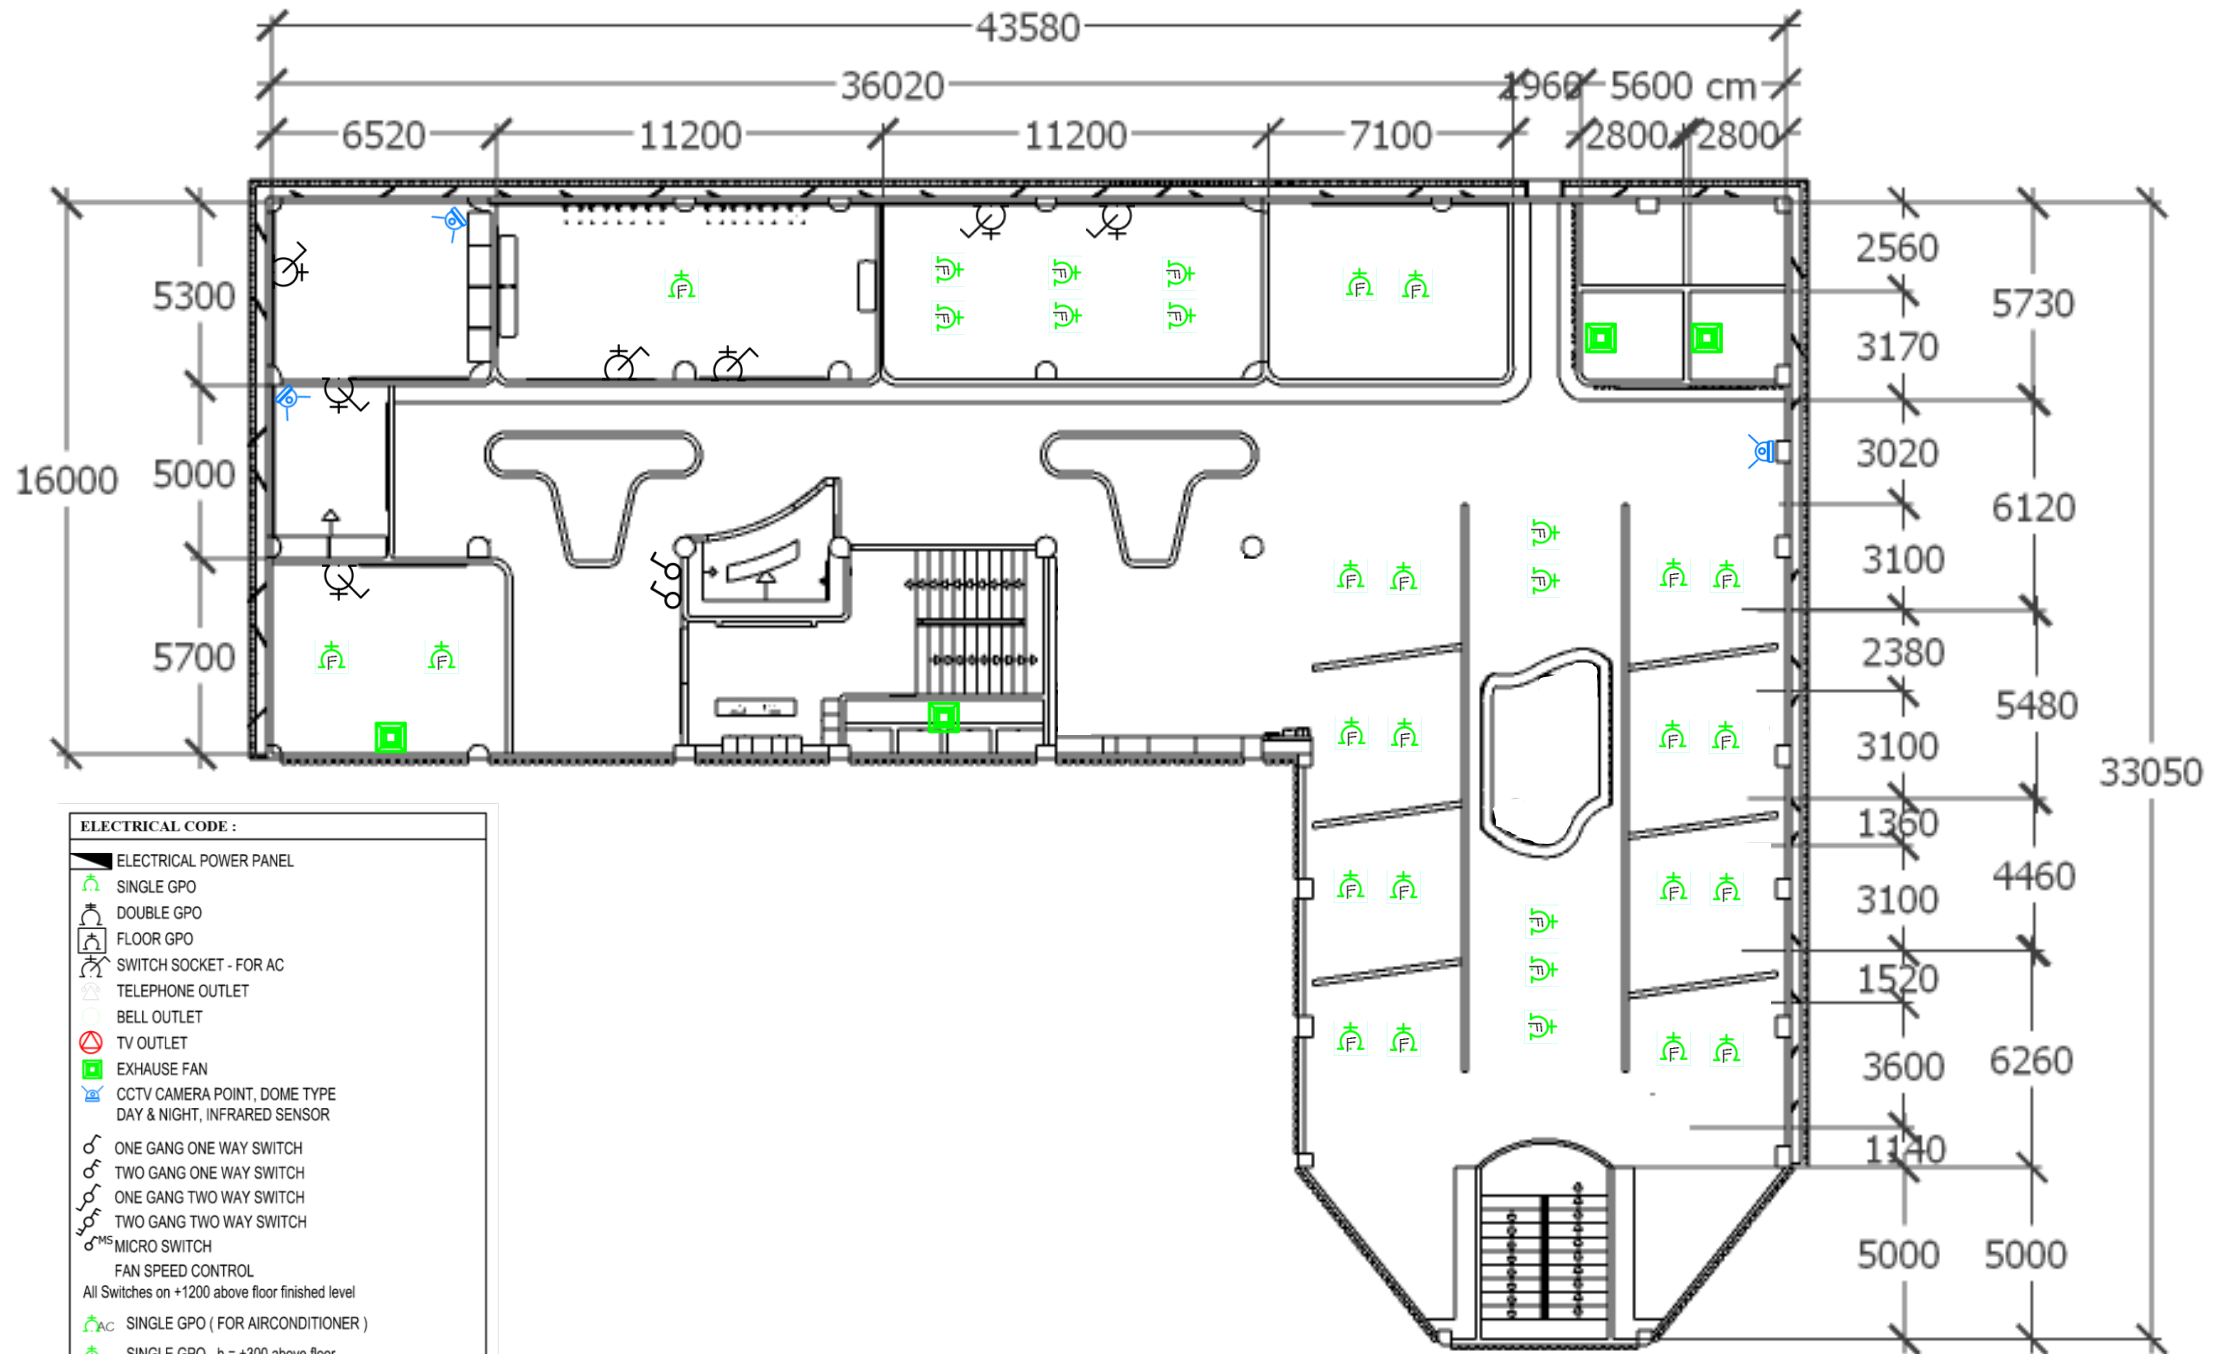 43580
36020 1960 5600 cm
6520 11200 11200 7100 2800 2800
16000
5300
5000
5700
2560
3170
3020
3100
2380
3100
1360
3100
1520
3600
1140
5000
5730
6120
5480
4460
6260
5000
33050
F
F F F
F F F
F F
F
F
F F F F
F F
F F F F
F F F F
F
F
F
F F F F
ELECTRICAL CODE :
ELECTRICAL POWER PANEL
SINGLE GPO
DOUBLE GPO
FLOOR GPO
SWITCH SOCKET - FOR AC
TELEPHONE OUTLET
BELL OUTLET
TV OUTLET
EXHAUSE FAN
CCTV CAMERA POINT, DOME TYPE
DAY & NIGHT, INFRARED SENSOR
ONE GANG ONE WAY SWITCH
TWO GANG ONE WAY SWITCH
ONE GANG TWO WAY SWITCH
TWO GANG TWO WAY SWITCH
MS MICRO SWITCH
FAN SPEED CONTROL
All Switches on +1200 above floor finished level
AC SINGLE GPO ( FOR AIRCONDITIONER )
SINGLE GPO h = +300 above floor